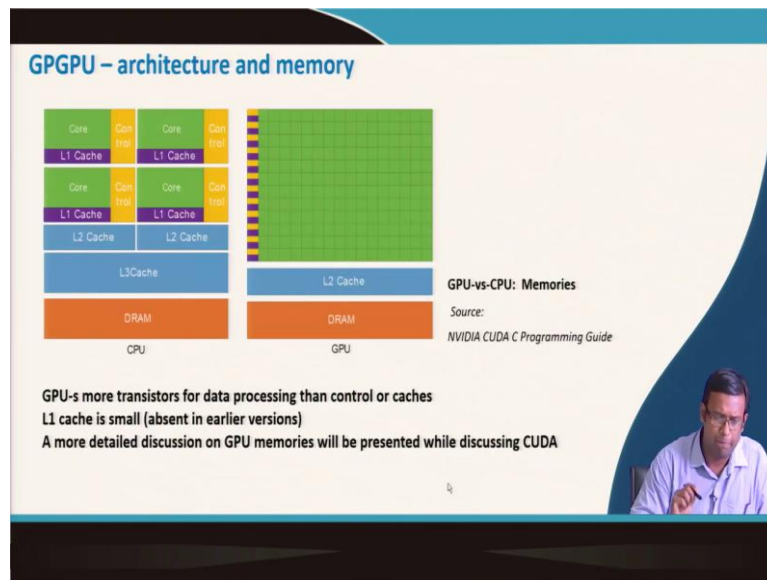 GPGPU – architecture and memory
Core
Con
trol
Core
Con
trol
L1 Cache
L1 Cache
Core
Con
trol
Core
Con
trol
L1 Cache
L1 Cache
L2 Cache
L2 Cache
L3Cache
DRAM
CPU
L2 Cache
DRAM
GPU
GPU-vs-CPU: Memories
Source:
NVIDIA CUDA C Programming Guide
GPU-s more transistors for data processing than control or caches
L1 cache is small (absent in earlier versions)
A more detailed discussion on GPU memories will be presented while discussing CUDA